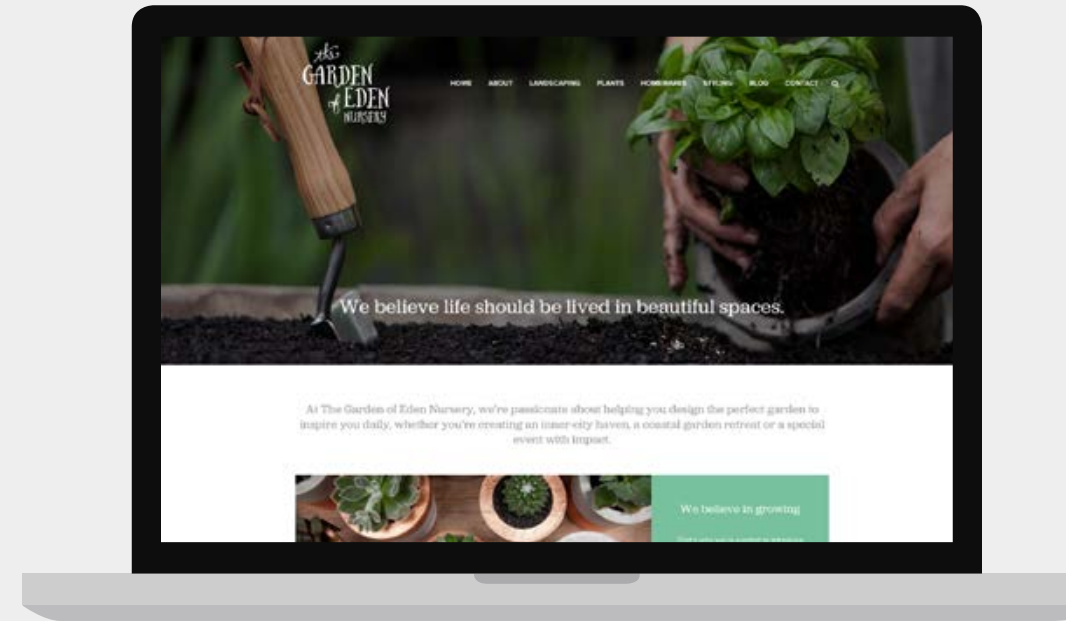 the
GARDEN
of EDEN
NURSERY
HOME ABOUT LANDSCAPING PLANTS HOMEWARES STYLING BLOG CONTACT
We believe life should be lived in beautiful spaces.
At The Garden of Eden Nursery, we're passionate about helping you design the perfect garden to
inspire you daily, whether you're creating an inner-city haven, a coastal garden retreat or a special
event with impact.
We believe in growing